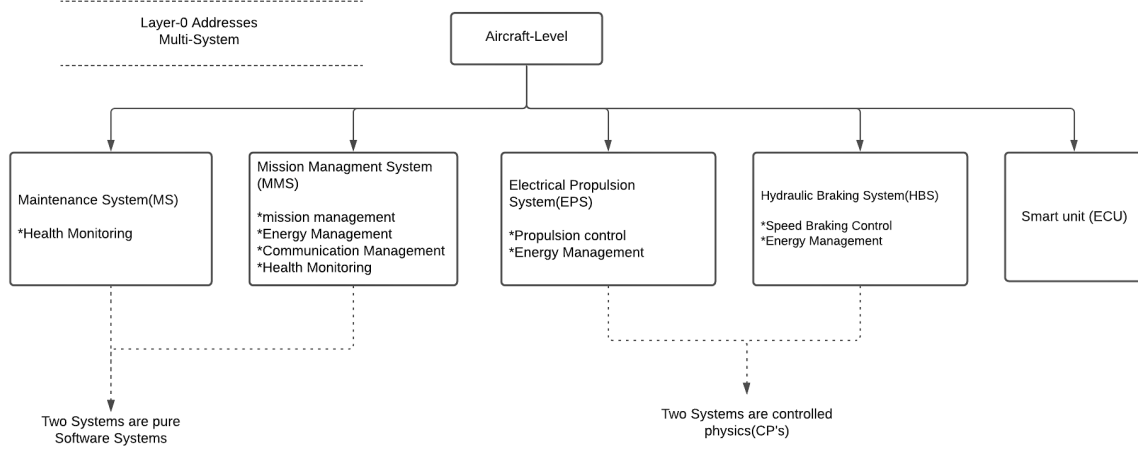 Layer-0 Addresses
Multi-System
Aircraft-Level
Maintenance System(MS)
*Health Monitoring
Mission Managment System
(MMS)
*mission management
*Energy Management
*Communication Management
*Health Monitoring
Electrical Propulsion
System(EPS)
*Propulsion control
*Energy Management
Hydraulic Braking System(HBS)
*Speed Braking Control
*Energy Management
Smart unit (ECU)
Two Systems are pure
Software Systems
Two Systems are controlled
physics(CP's)